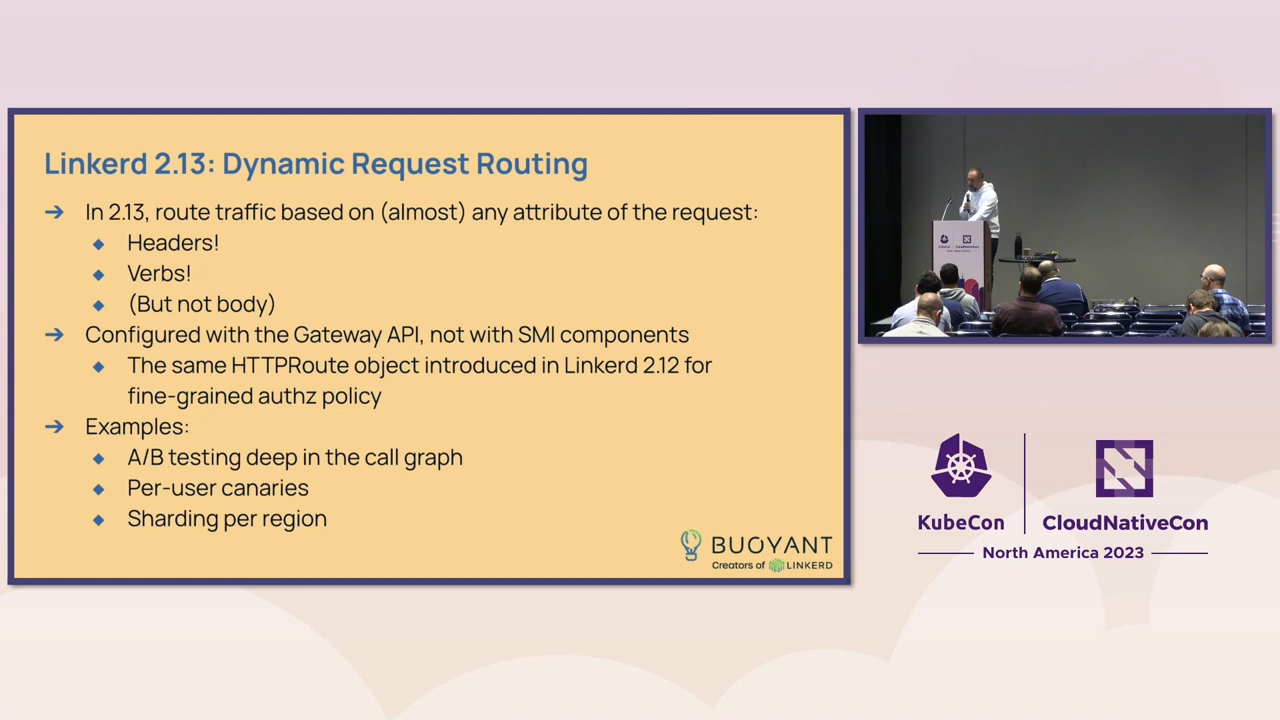 Linkerd 2.13: Dynamic Request Routing
➔ In 2.13, route traffic based on (almost) any attribute of the request:
◆ Headers!
◆ Verbs!
◆ (But not body)
➔ Configured with the Gateway API, not with SMI components
◆ The same HTTPRoute object introduced in Linkerd 2.12 for
fine-grained authz policy
➔ Examples:
◆ A/B testing deep in the call graph
◆ Per-user canaries
◆ Sharding per region
BUOYANT
Creators of LINKERD
KubeCon
CloudNativeCon
North America 2023